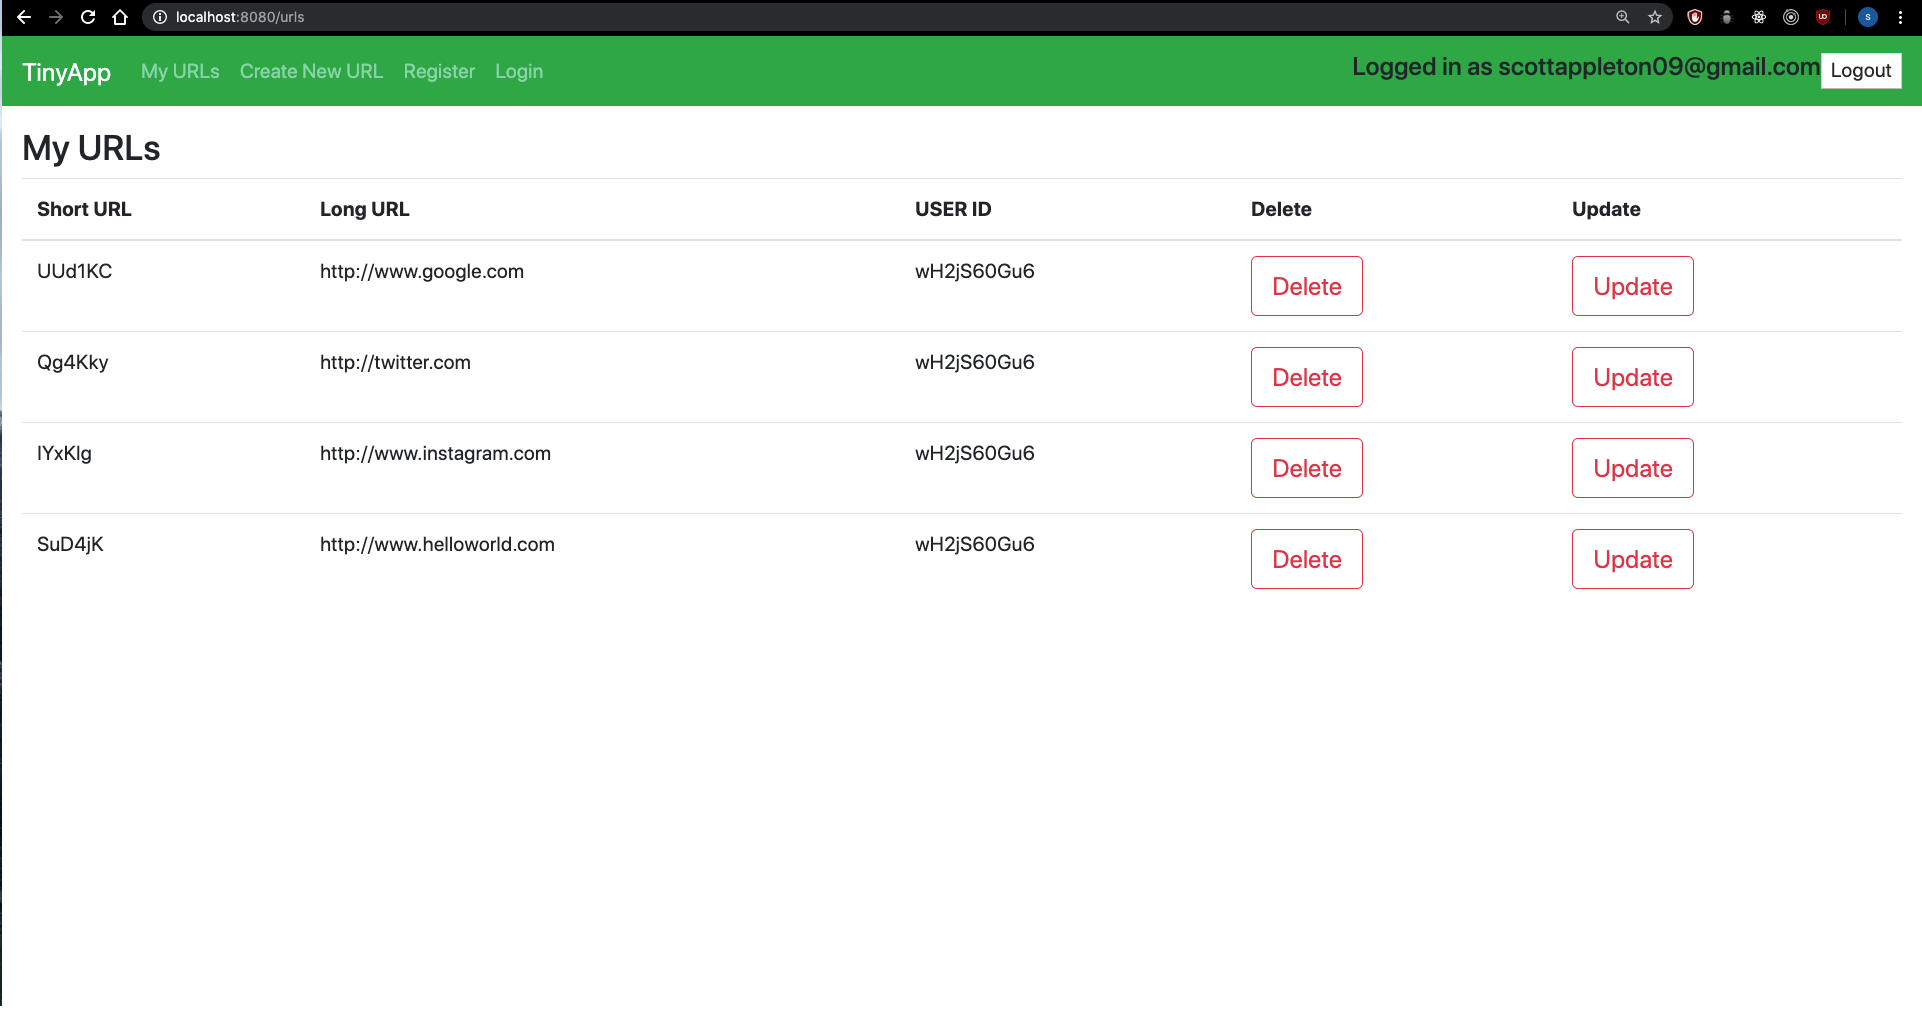 localhost:8080/urls
TinyApp My URLs Create New URL Register Login Logged in as scottappleton09@gmail.com Logout
My URLs
Short URL Long URL USER ID Delete Update
UUd1KC http://www.google.com wH2jS60Gu6 Delete Update
Qg4Kky http://twitter.com wH2jS60Gu6 Delete Update
lYxKlg http://www.instagram.com wH2jS60Gu6 Delete Update
SuD4jK http://www.helloworld.com wH2jS60Gu6 Delete Update